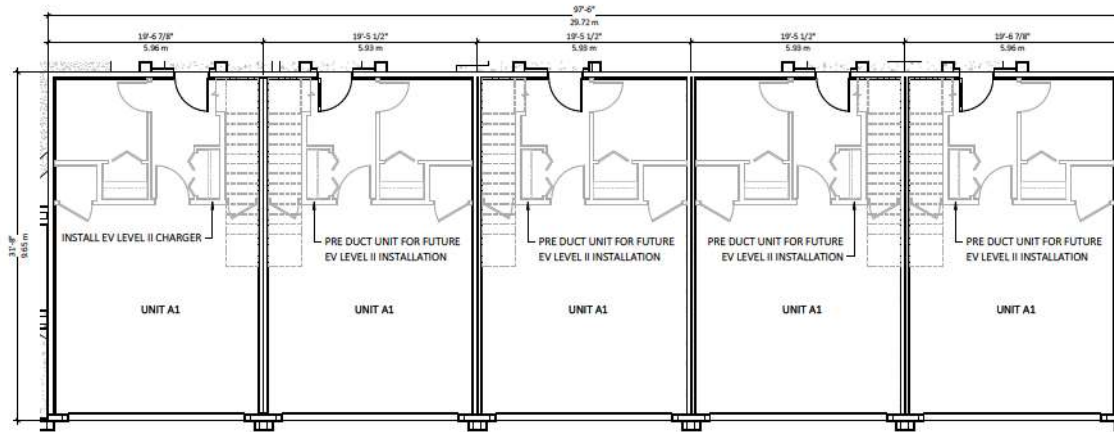 97'-6"
29.72 m
19'-6 7/8"
19'-5 1/2"
19'-5 1/2"
19'-5 1/2"
19'-6 7/8"
5.96 m
5.93 m
5.93 m
5.93 m
5.96 m
31'-8"
9.65 m
INSTALL EV LEVEL II CHARGER
PRE DUCT UNIT FOR FUTURE
EV LEVEL II INSTALLATION
PRE DUCT UNIT FOR FUTURE
EV LEVEL II INSTALLATION
PRE DUCT UNIT FOR FUTURE
EV LEVEL II INSTALLATION
PRE DUCT UNIT FOR FUTURE
EV LEVEL II INSTALLATION
UNIT A1
UNIT A1
UNIT A1
UNIT A1
UNIT A1